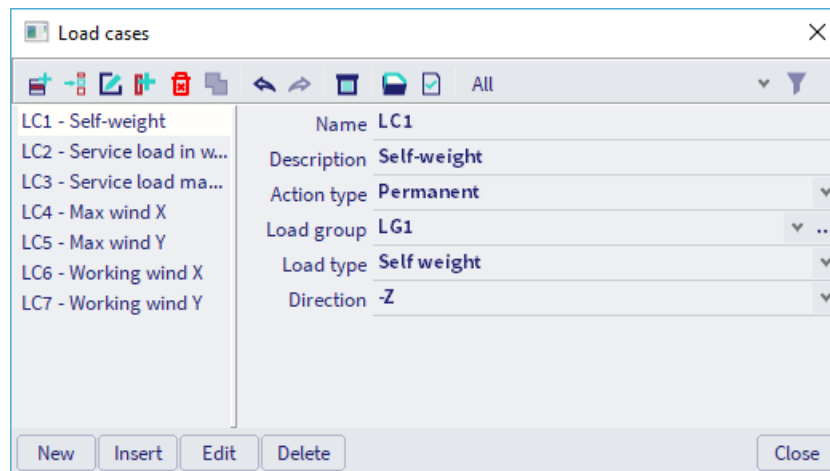 Load cases
All
LC1 - Self-weight
LC2 - Service load in w...
LC3 - Service load ma...
LC4 - Max wind X
LC5 - Max wind Y
LC6 - Working wind X
LC7 - Working wind Y
Name LC1
Description Self-weight
Action type Permanent
Load group LG1 ..
Load type Self weight
Direction -Z
New Insert Edit Delete Close